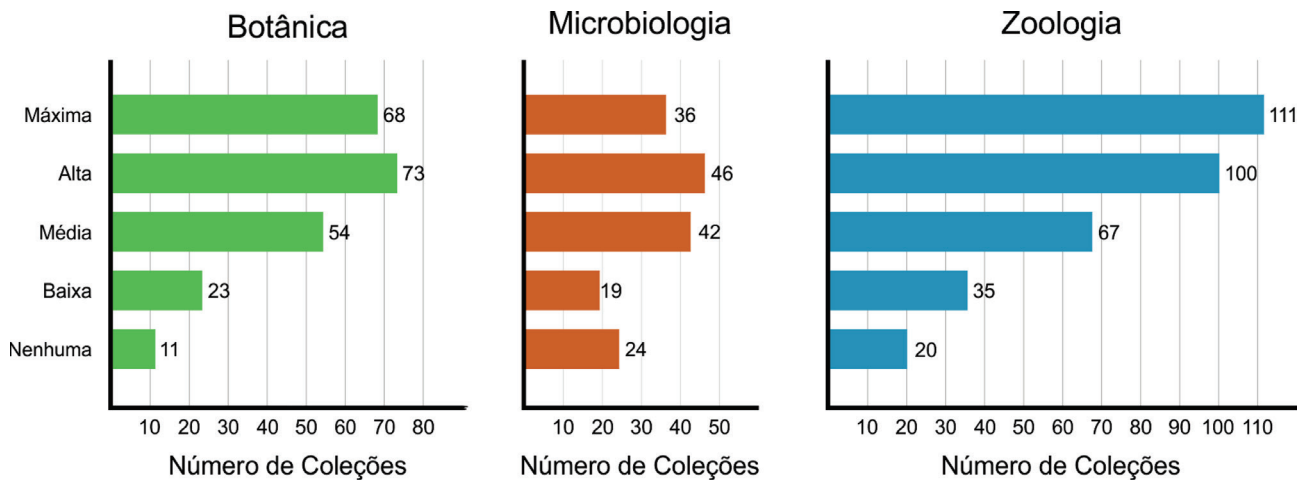 Botânica
Microbiologia
Zoologia
Máxima
68
36
111
Alta
73
46
100
Média
54
42
67
Baixa
23
19
35
Nenhuma
11
24
20
10 20 30 40 50 60 70 80
10 20 30 40 50
10 20 30 40 50 60 70 80 90 100 110
Número de Coleções
Número de Coleções
Número de Coleções